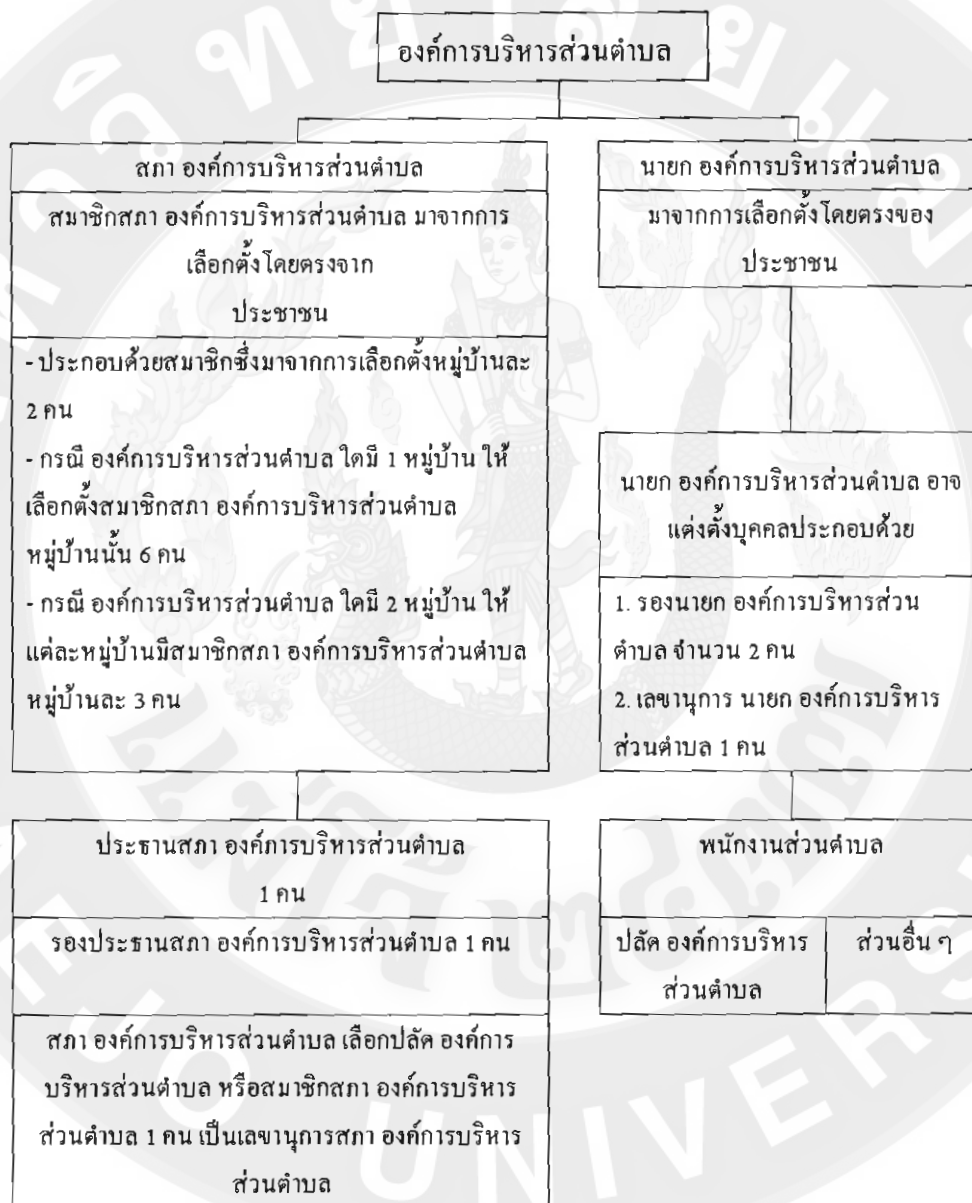 องค์การบริหารส่วนตำบล
สภา องค์การบริหารส่วนตำบล
สมาชิกสภา องค์การบริหารส่วนตำบล มาจากการ
เลือกตั้งโดยตรงจาก
ประชาชน
- ประกอบด้วยสมาชิกซึ่งมาจากการเลือกตั้งหมู่บ้านละ
2 คน
- กรณี องค์การบริหารส่วนตำบล ใดมี 1 หมู่บ้าน ให้
เลือกตั้งสมาชิกสภา องค์การบริหารส่วนตำบล
หมู่บ้านนั้น 6 คน
- กรณี องค์การบริหารส่วนตำบล ใดมี 2 หมู่บ้าน ให้
แต่ละหมู่บ้านมีสมาชิกสภา องค์การบริหารส่วนตำบล
หมู่บ้านละ 3 คน
ประธานสภา องค์การบริหารส่วนตำบล
1 คน
รองประธานสภา องค์การบริหารส่วนตำบล 1 คน
สภา องค์การบริหารส่วนตำบล เลือกปลัด องค์การ
บริหารส่วนตำบล หรือสมาชิกสภา องค์การบริหาร
ส่วนตำบล 1 คน เป็นเลขานุการสภา องค์การบริหาร
ส่วนตำบล
นายก องค์การบริหารส่วนตำบล
มาจากการเลือกตั้งโดยตรงของ
ประชาชน
นายก องค์การบริหารส่วนตำบล อาจ
แต่งตั้งบุคคลประกอบด้วย
1. รองนายก องค์การบริหารส่วน
ตำบล จำนวน 2 คน
2. เลขานุการ นายก องค์การบริหาร
ส่วนตำบล 1 คน
พนักงานส่วนตำบล
ปลัด องค์การบริหาร
ส่วนตำบล
ส่วนอื่น ๆ
UNIVERS